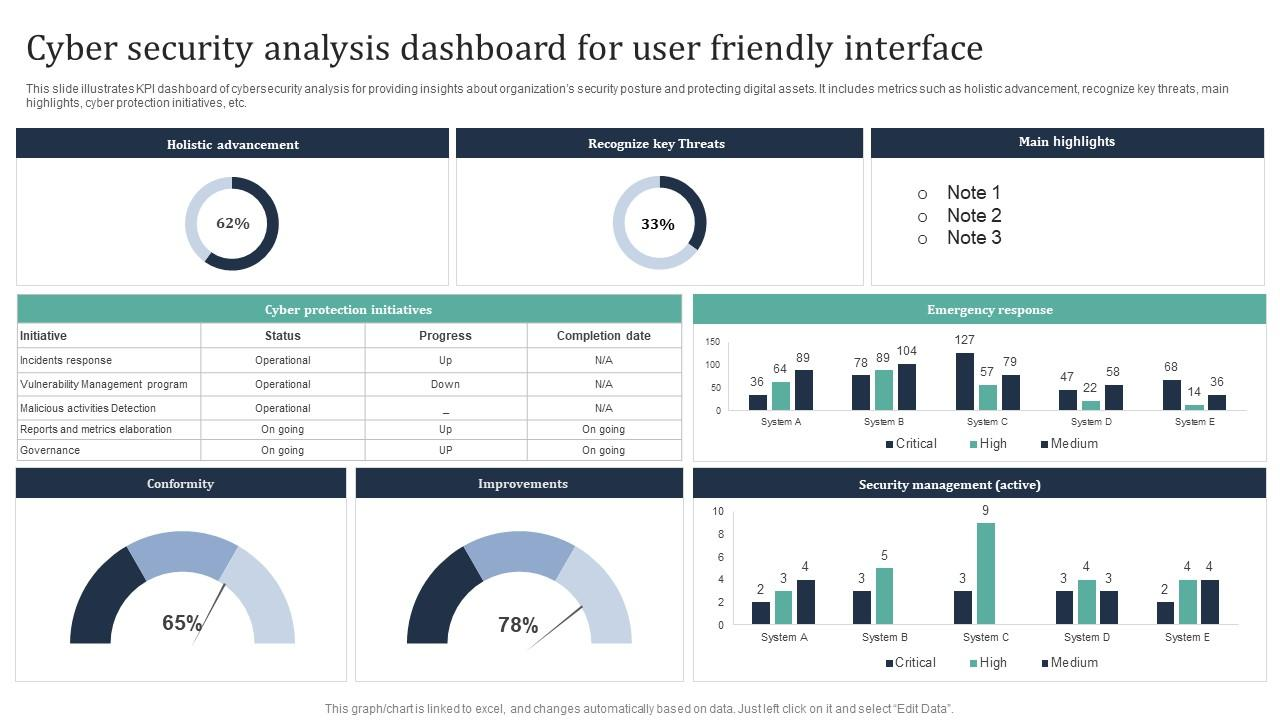 Cyber security analysis dashboard for user friendly interface
This slide illustrates KPI dashboard of cybersecurity analysis for providing insights about organization's security posture and protecting digital assets. It includes metrics such as holistic advancement, recognize key threats, main
highlights, cyber protection initiatives, etc.
Holistic advancement
62%
Recognize key Threats
33%
Main highlights
o Note 1
o Note 2
o Note 3
Cyber protection initiatives
Initiative Status Progress Completion date
Incidents response Operational Up N/A
Vulnerability Management program Operational Down N/A
Malicious activities Detection Operational _ N/A
Reports and metrics elaboration On going Up On going
Governance On going UP On going
Emergency response
150
100
50
0
36 64 89
78 89 104
127 57 79
47 22 58
68 14 36
System A System B System C System D System E
Critical High Medium
Conformity
65%
Improvements
78%
Security management (active)
10
8
6
4
2
0
2 3 4
3 5
3 9
3 4 3
2 4 4
System A System B System C System D System E
Critical High Medium
This graph/chart is linked to excel, and changes automatically based on data. Just left click on it and select “Edit Data”.